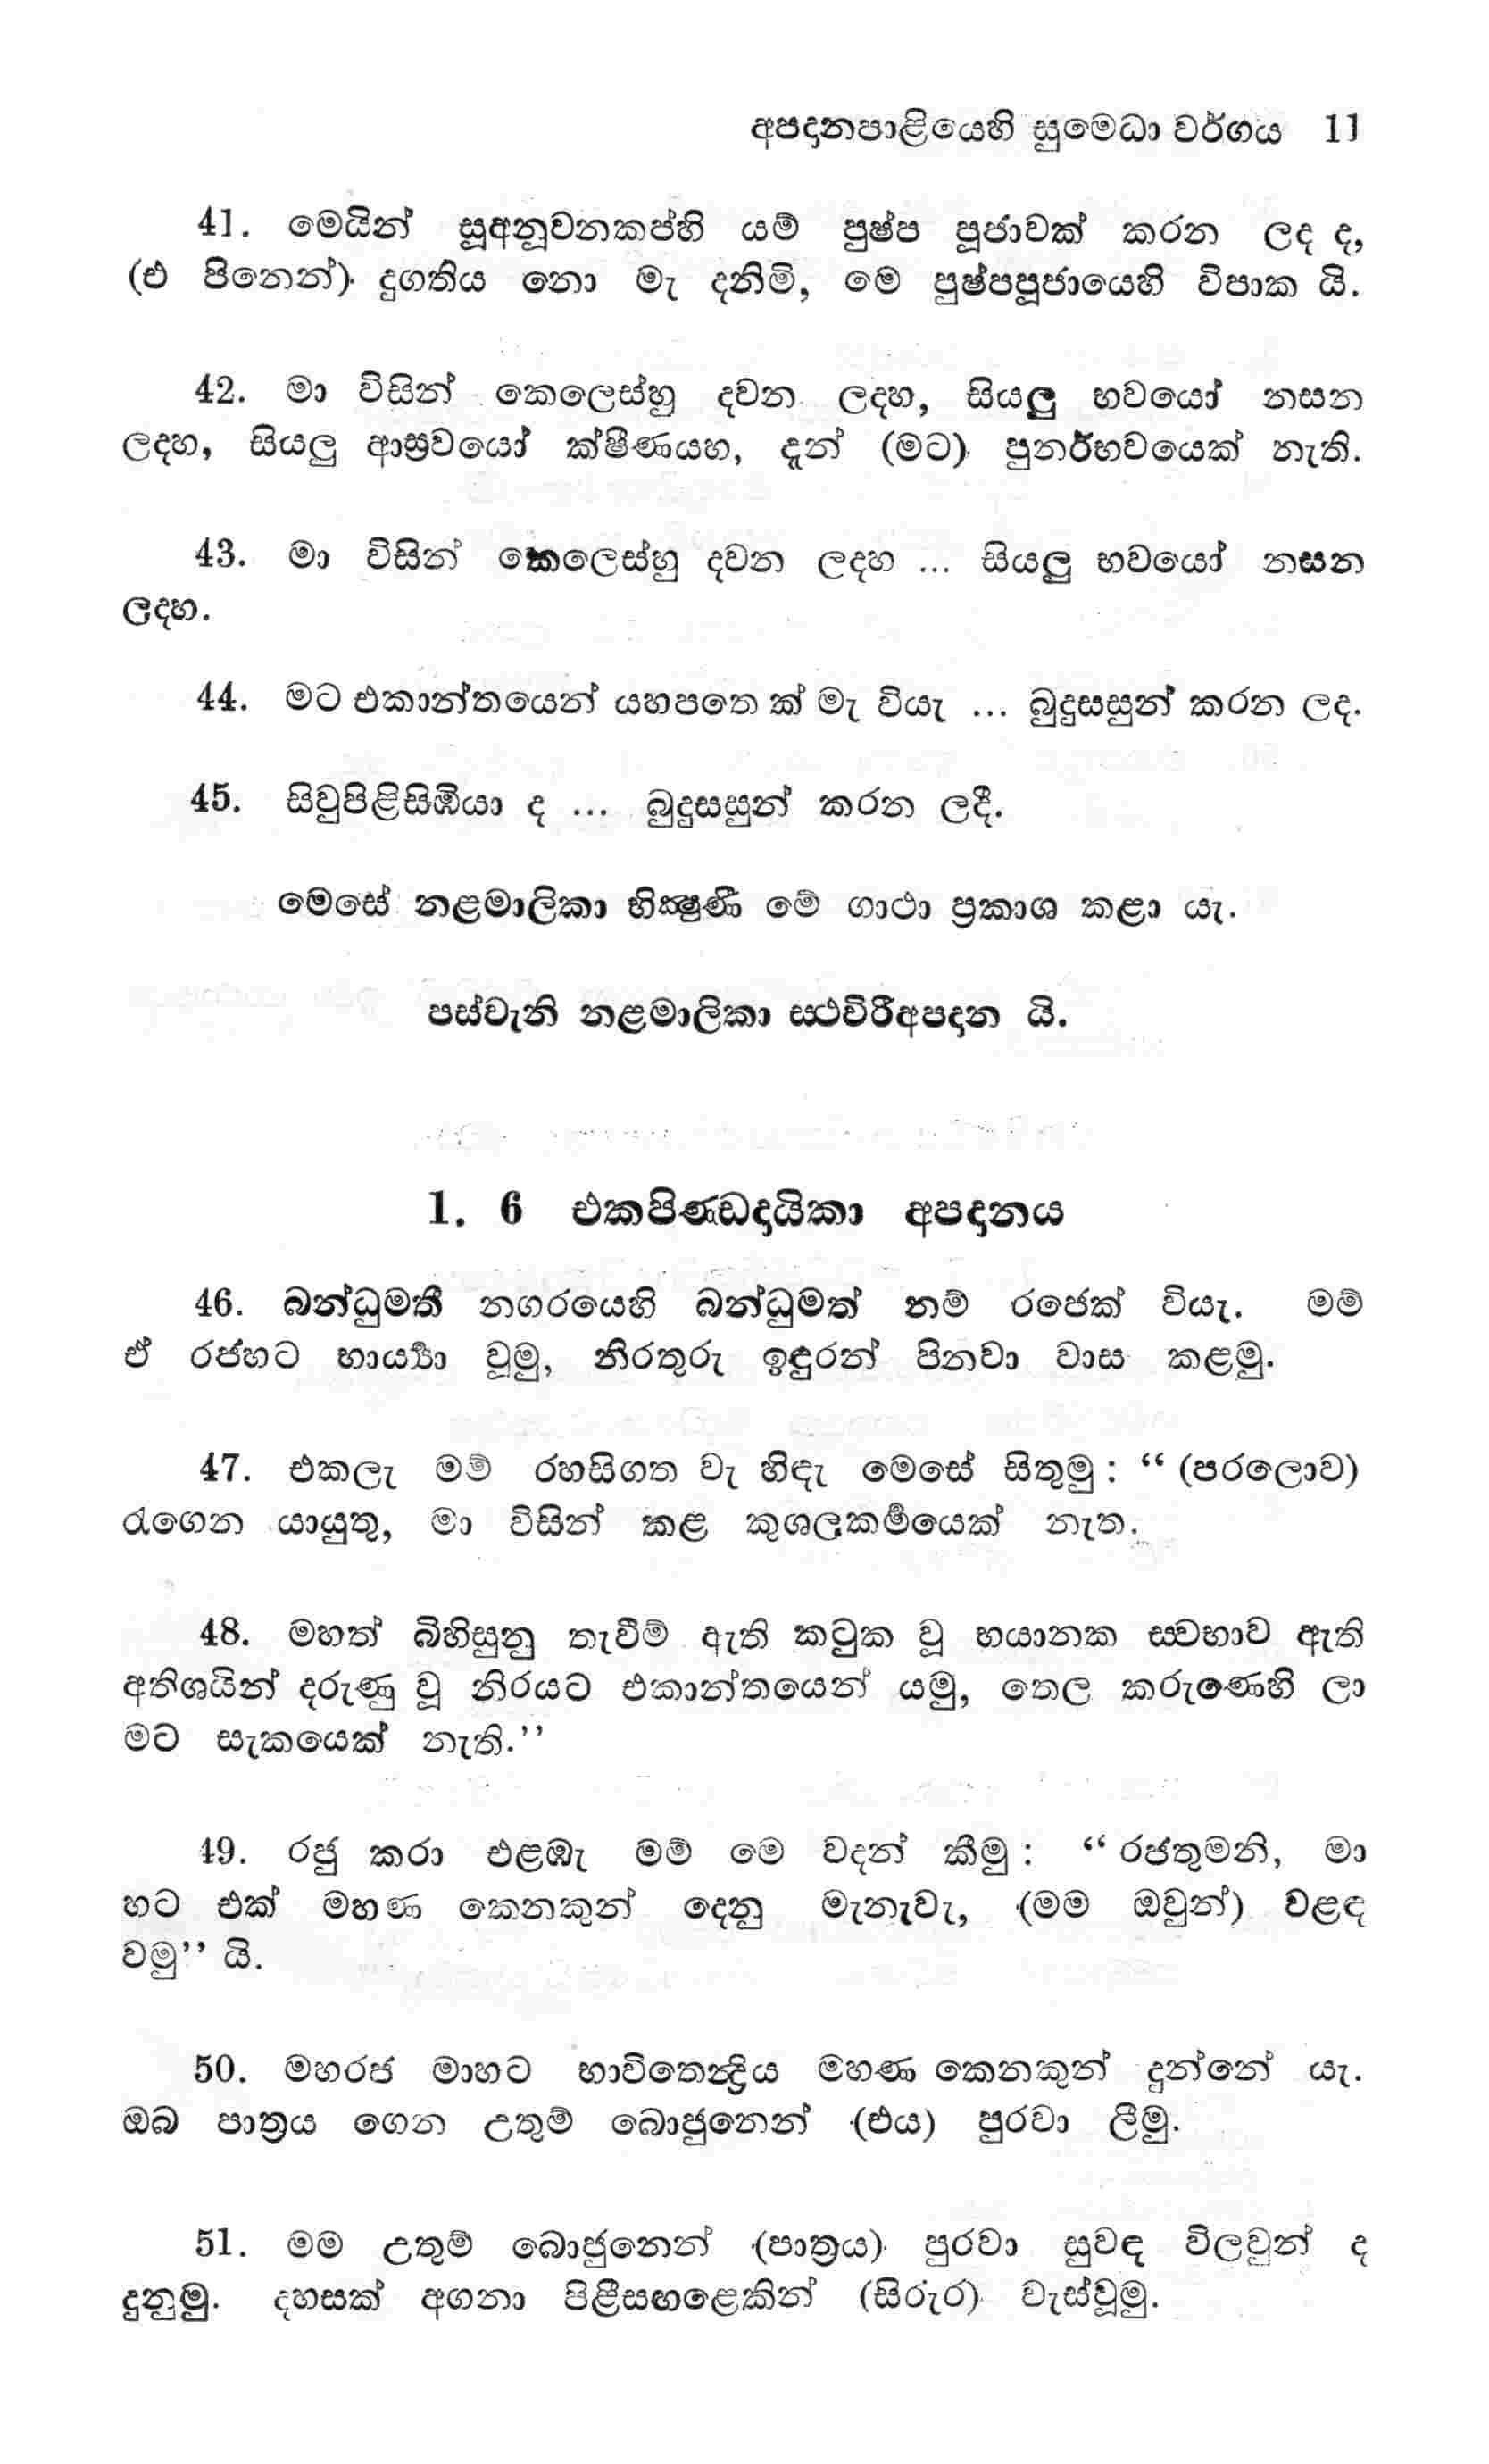 අපදානපාළියෙහි සුමෙධා වර්ගය 11
41. මෙයින් සූඅනූවනකප්හි යම් පුෂ්ප පූජාවක් කරන ලද ද,
(එ පිනෙන්) දුගතිය නො මැ දනිමි, මෙ පුෂ්පපූජායෙහි විපාක යි.
42. මා විසින් කෙලෙස්හු දවන ලදහ, සියලු භවයෝ නසන
ලදහ, සියලු ආස්‍රවයෝ ක්ෂීණයහ, දැන් (මට) පුනර්භවයෙක් නැති.
43. මා විසින් කෙලෙස්හු දවන ලදහ ... සියලු භවයෝ නසන
ලදහ.
44. මට එකාන්තයෙන් යහපතෙ ක් මැ වියැ ... බුදුසසුන් කරන ලද.
45. සිවුපිළිසිඹියා ද ... බුදුසසුන් කරන ලදී.
මෙසේ නළමාලිකා භික්‍ෂුණී මේ ගාථා ප්‍රකාශ කළා යැ.
පස්වැනි නළමාලිකා ස්ථවිරීඅපදාන යි.
1. 6 එකපිණ්ඩදායිකා අපදානය
46. බන්ධුමතී නගරයෙහි බන්ධුමත් නම් රජෙක් වියැ. මම්
ඒ රජ්හට භාර්‍ය්‍යා වූමු, නිරතුරු ඉඳුරන් පිනවා වාස කළමු.
47. එකලැ මම් රහසිගත වැ හිඳැ මෙසේ සිතුමු : “ (පරලොව)
රැගෙන යායුතු, මා විසින් කළ කුශලකර්මයෙක් නැත.
48. මහත් බිහිසුනු තැවීම් ඇති කටුක වූ භයානක ස්වභාව ඇති
අතිශයින් දරුණු වූ නිරයට එකාන්තයෙන් යමු, තෙල කරුණෙහි ලා
මට සැකයෙක් නැති.’’
49. රජු කරා එළඹැ මම් මෙ වදන් කීමු : “ රජතුමනි, මා
හට එක් මහණ කෙනකුන් දෙනු මැනැවැ, (මම ඔවුන්) වළඳ
වමු’’ යි.
50. මහරජ මාහට භාවිතෙන්ද්‍රිය මහණ කෙනකුන් දුන්නේ යැ.
ඔබ පාත්‍රය ගෙන උතුම් බොජුනෙන් (එය) පුරවා ලීමු.
51. මම උතුම් බොජුනෙන් (පාත්‍රය) පුරවා සුවඳ විලවුන් ද
දුනුමු. දහසක් අගනා පිළීසඟළෙකින් (සිරුර) වැස්වූමු.